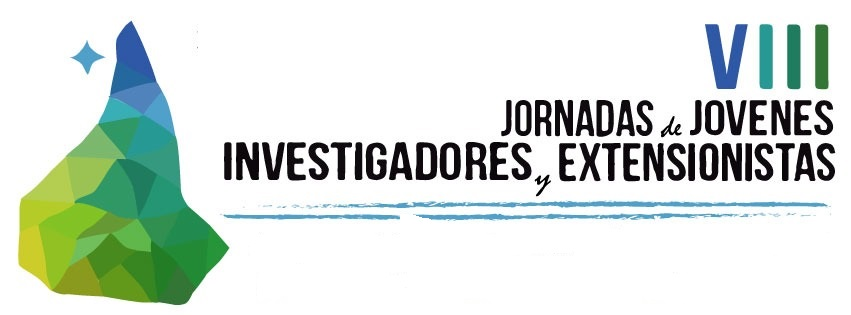 VIII
JORNADAS de JOVENES
INVESTIGADORES y EXTENSIONISTAS